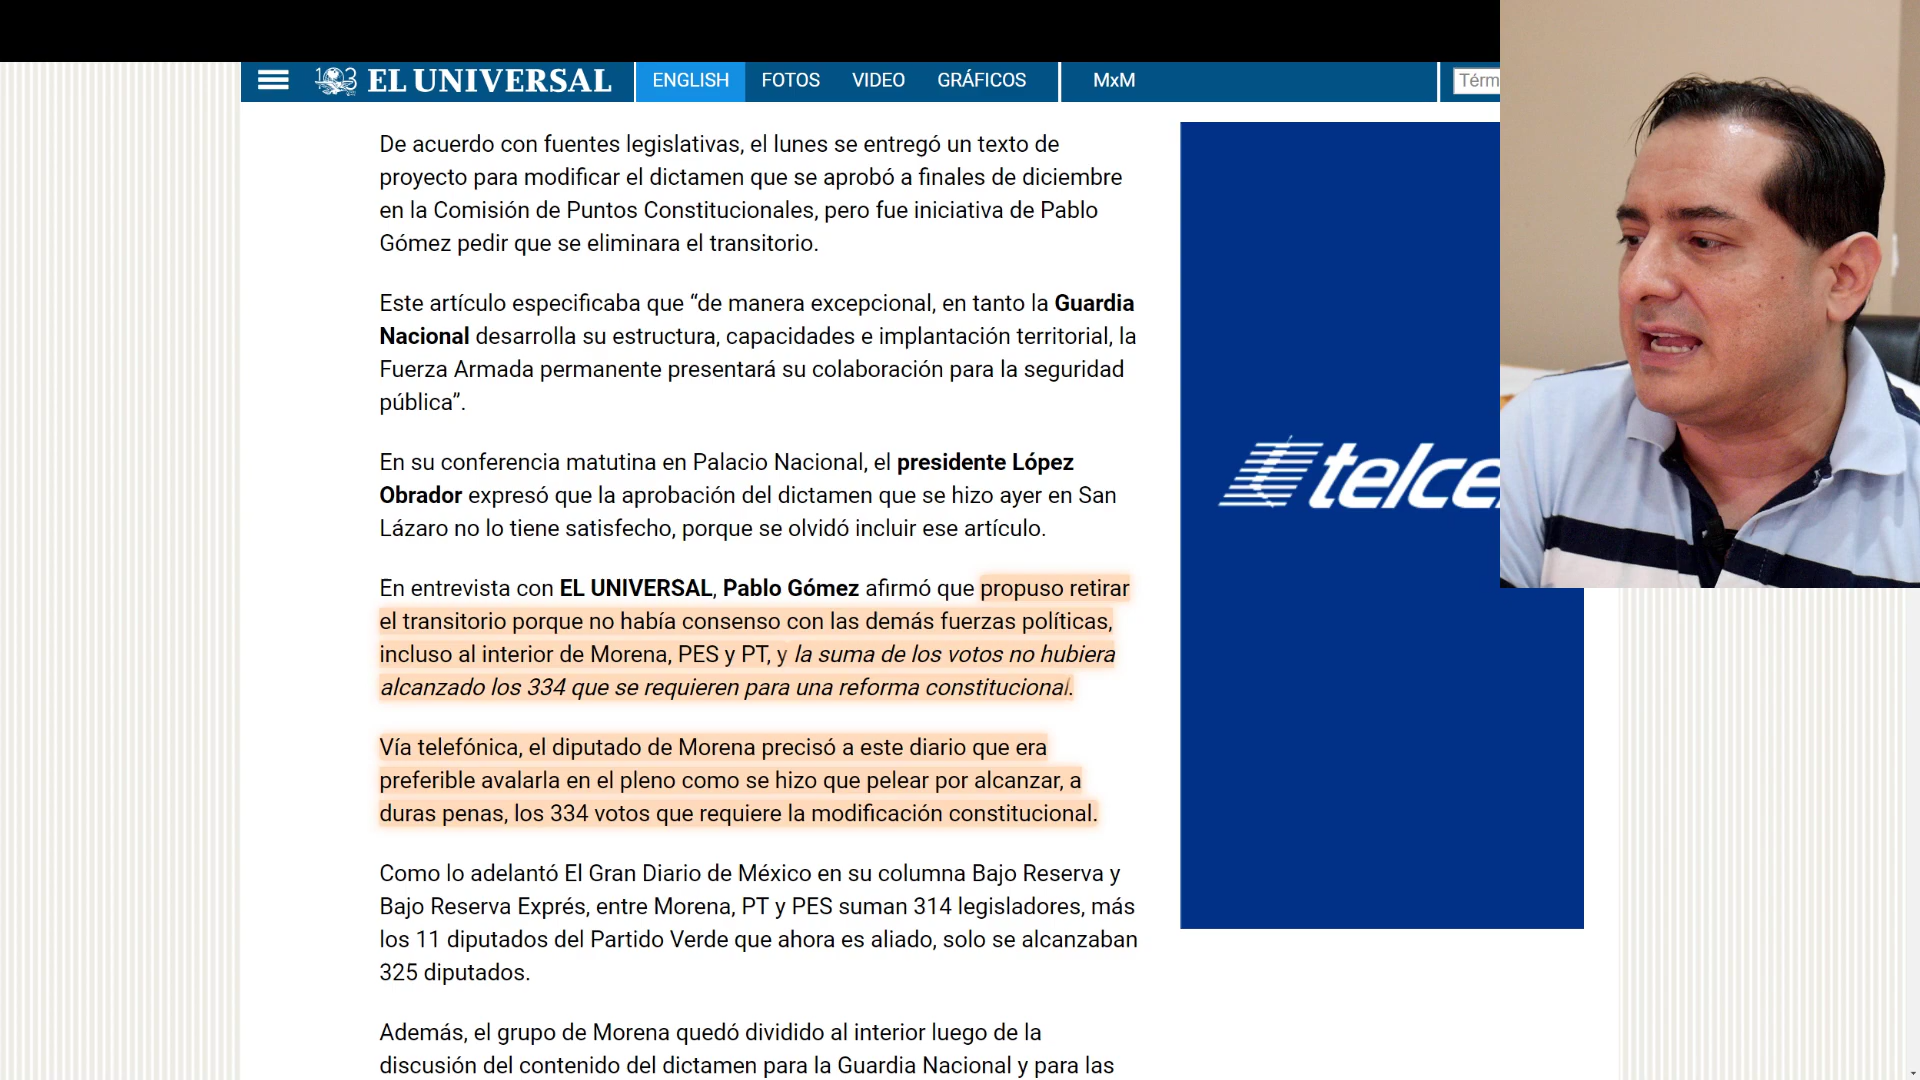 103 EL UNIVERSAL ENGLISH FOTOS VIDEO GRÁFICOS MxM Térm
De acuerdo con fuentes legislativas, el lunes se entregó un texto de
proyecto para modificar el dictamen que se aprobó a finales de diciembre
en la Comisión de Puntos Constitucionales, pero fue iniciativa de Pablo
Gómez pedir que se eliminara el transitorio.
Este artículo especificaba que “de manera excepcional, en tanto la Guardia
Nacional desarrolla su estructura, capacidades e implantación territorial, la
Fuerza Armada permanente presentará su colaboración para la seguridad
pública”.
En su conferencia matutina en Palacio Nacional, el presidente López
Obrador expresó que la aprobación del dictamen que se hizo ayer en San
Lázaro no lo tiene satisfecho, porque se olvidó incluir ese artículo.
En entrevista con EL UNIVERSAL, Pablo Gómez afirmó que propuso retirar
el transitorio porque no había consenso con las demás fuerzas políticas,
incluso al interior de Morena, PES y PT, y la suma de los votos no hubiera
alcanzado los 334 que se requieren para una reforma constitucional.
Vía telefónica, el diputado de Morena precisó a este diario que era
preferible avalarla en el pleno como se hizo que pelear por alcanzar, a
duras penas, los 334 votos que requiere la modificación constitucional.
Como lo adelantó El Gran Diario de México en su columna Bajo Reserva y
Bajo Reserva Exprés, entre Morena, PT y PES suman 314 legisladores, más
los 11 diputados del Partido Verde que ahora es aliado, solo se alcanzaban
325 diputados.
Además, el grupo de Morena quedó dividido al interior luego de la
discusión del contenido del dictamen para la Guardia Nacional y para las
telce